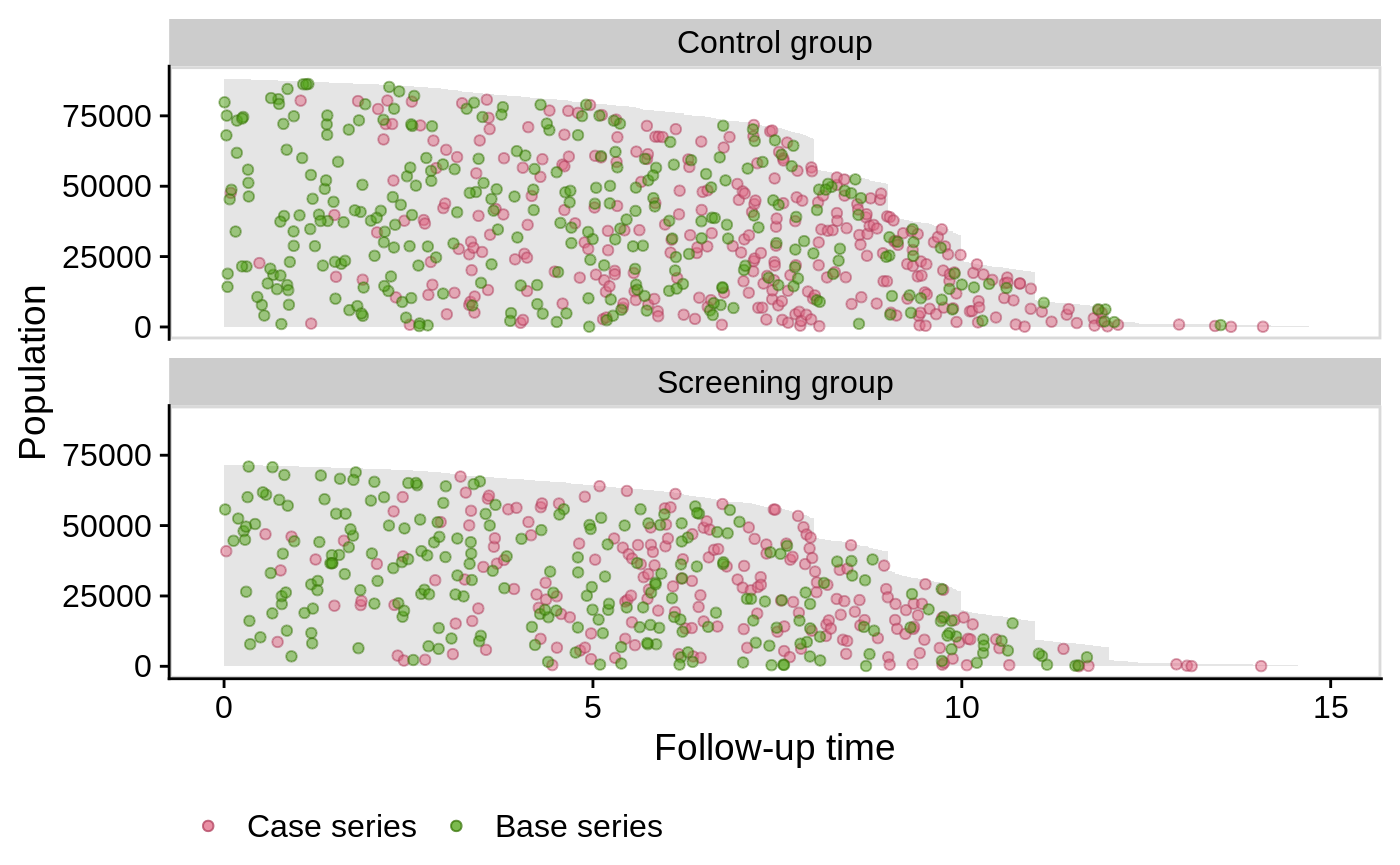 Control group
75000
50000
25000
0
Population
Screening group
75000
50000
25000
0
0 5 10 15
Follow-up time
Case series Base series